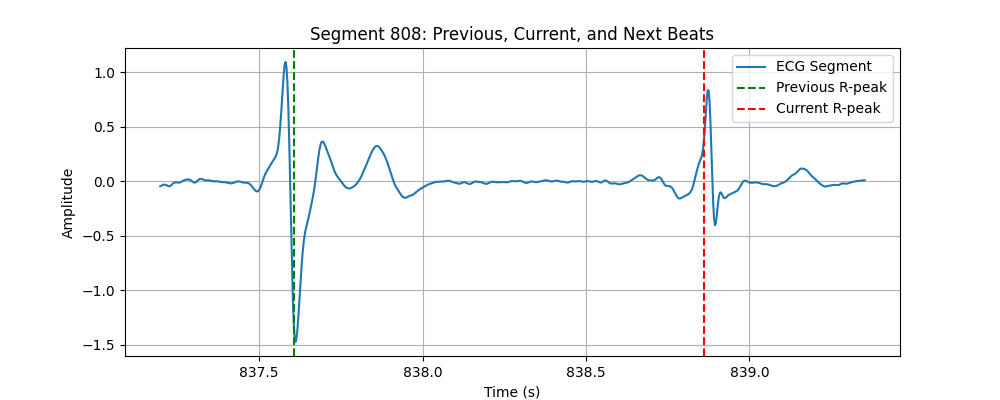 Segment 808: Previous, Current, and Next Beats
ECG Segment
Previous R-peak
Current R-peak
Amplitude
1.0
0.5
0.0
−0.5
−1.0
−1.5
837.5 838.0 838.5 839.0
Time (s)